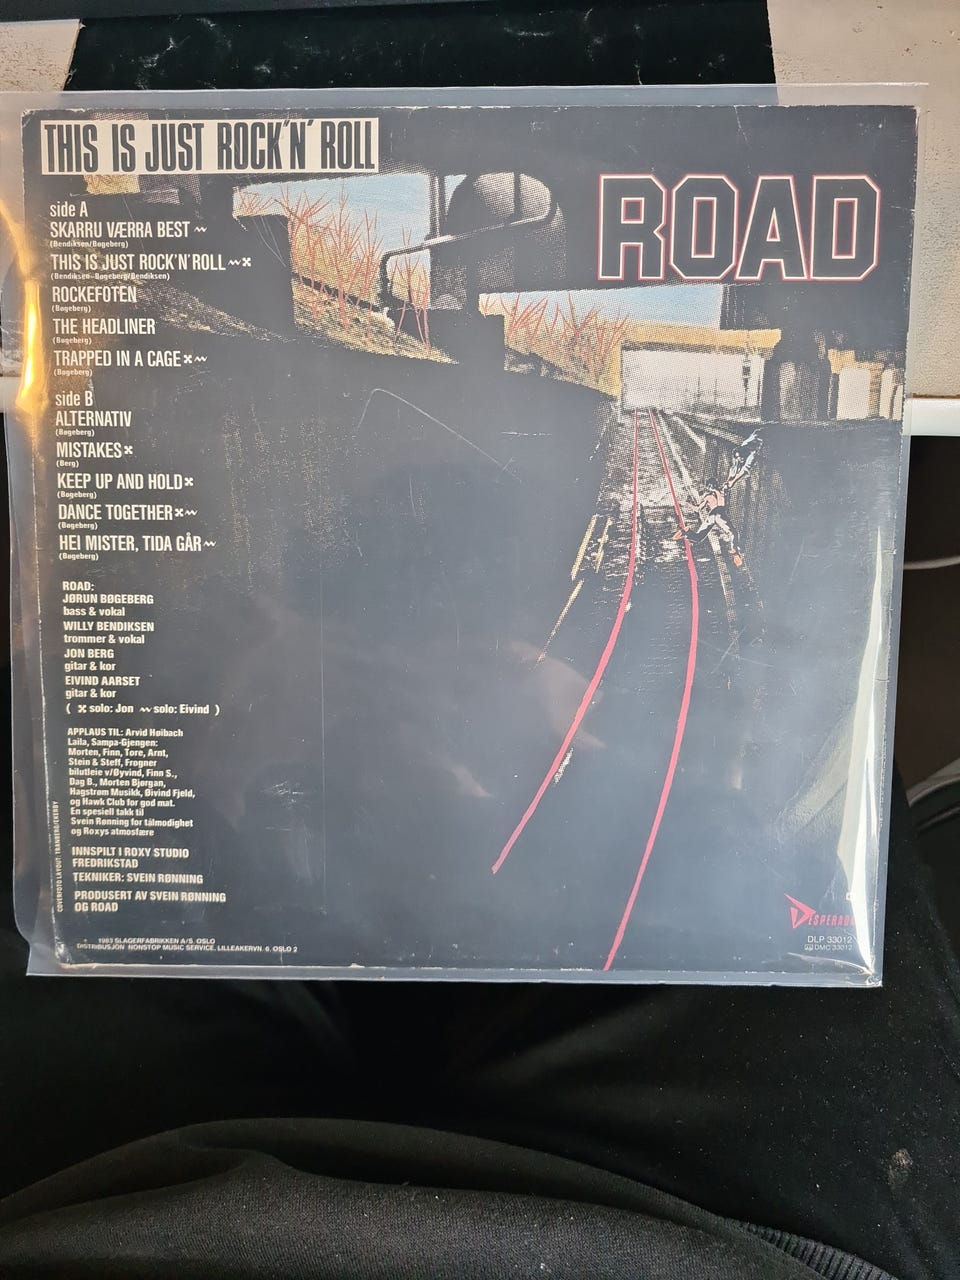 THIS IS JUST ROCK'N' ROLL
ROAD
side A
SKARRU VÆRRA BEST ~
(Bendiksen/Bøgeberg)
THIS IS JUST ROCK'N'ROLL ~ ×
(Bendiksen-Bøgeberg/Bendiksen)
ROCKEFOTEN
(Bøgeberg)
THE HEADLINER
(Bøgeberg)
TRAPPED IN A CAGE × ~
(Bøgeberg)
side B
ALTERNATIV
(Bøgeberg)
MISTAKES ×
(Berg)
KEEP UP AND HOLD ×
(Bøgeberg)
DANCE TOGETHER × ~
(Bøgeberg)
HEI MISTER, TIDA GÅR ~
(Bøgeberg)
ROAD:
JØRUN BØGEBERG
bass & vokal
WILLY BENDIKSEN
trommer & vokal
JON BERG
gitar & kor
EIVIND AARSET
gitar & kor
( × solo: Jon ~ solo: Eivind )
APPLAUS TIL: Arvid Høibach
Laila, Sampa-Gjengen:
Morten, Finn, Tore, Arnt,
Stein & Steff, Frogner
bilutleie v/Øyvind, Finn S.,
Dag B., Morten Bjørgan,
Hagstrøm Musikk, Øivind Fjeld,
og Hawk Club for god mat.
En spesiell takk til
Svein Rønning for tålmodighet
og Roxys atmosfære
INNSPILT I ROXY STUDIO
FREDRIKSTAD
TEKNIKER: SVEIN RØNNING
PRODUSERT AV SVEIN RØNNING
OG ROAD
COVERFOTO LAYOUT:
1983 SLAGERFABRIKKEN A/S. OSLO
DISTRIBUSJON NONSTOP MUSIC SERVICE, LILLEAKERVN. 6. OSLO 2
DESPERADO
DLP 33012
DMC 33012